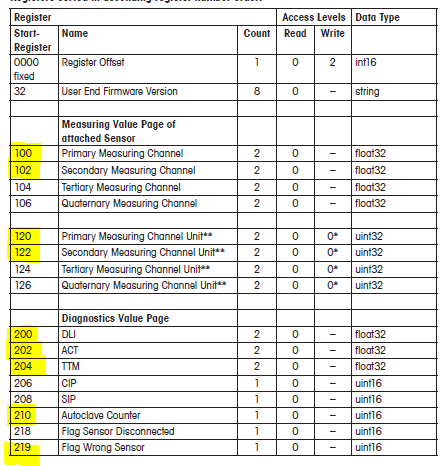 Register Access Levels Data Type
Start-Register Name Count Read Write
0000 fixed Register Offset 1 0 2 int16
32 User End Firmware Version 8 0 – string
Measuring Value Page of attached Sensor
100 Primary Measuring Channel 2 0 – float32
102 Secondary Measuring Channel 2 0 – float32
104 Tertiary Measuring Channel 2 0 – float32
106 Quaternary Measuring Channel 2 0 – float32
120 Primary Measuring Channel Unit** 2 0 0* uint32
122 Secondary Measuring Channel Unit** 2 0 0* uint32
124 Tertiary Measuring Channel Unit** 2 0 0* uint32
126 Quaternary Measuring Channel Unit** 2 0 0* uint32
Diagnostics Value Page
200 DLI 2 0 – float32
202 ACT 2 0 – float32
204 TTM 2 0 – float32
206 CIP 1 0 – uint16
208 SIP 1 0 – uint16
210 Autoclave Counter 1 0 – uint16
218 Flag Sensor Disconnected 1 0 – uint16
219 Flag Wrong Sensor 1 0 – uint16